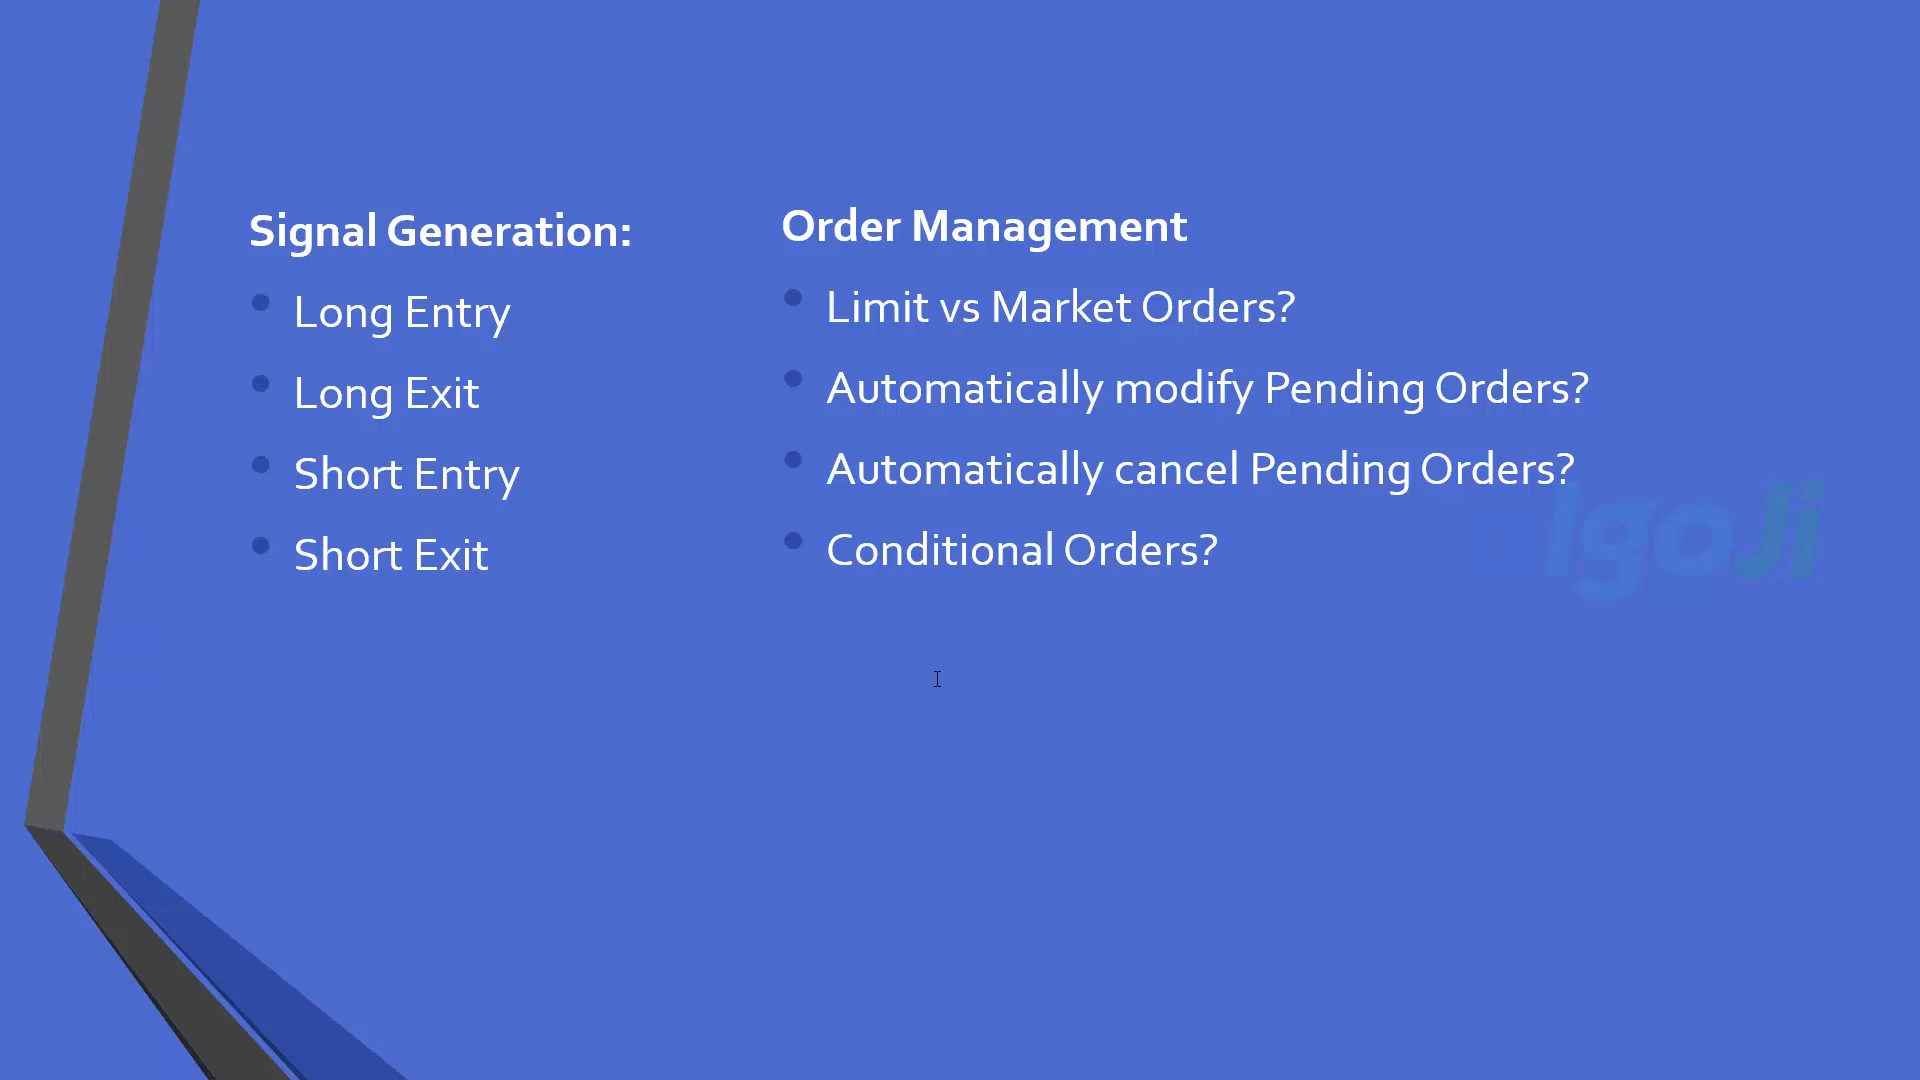 Signal Generation:
Long Entry
Long Exit
Short Entry
Short Exit
Order Management
Limit vs Market Orders?
Automatically modify Pending Orders?
Automatically cancel Pending Orders?
Conditional Orders?
lgoJi